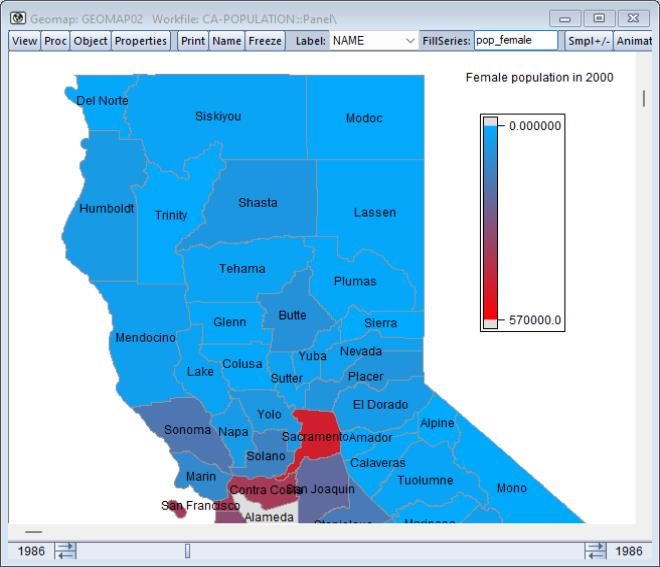 Geomap: GEOMAP02 Workfile: CA-POPULATION::Panel\
View Proc Object Properties Print Name Freeze Label: NAME FillSeries: pop_female Smpl+/- Animat
Female population in 2000
0.000000
570000.0
Del Norte
Siskiyou
Modoc
Humboldt
Trinity
Shasta
Lassen
Tehama
Plumas
Mendocino
Glenn
Butte
Sierra
Lake
Colusa
Yuba
Nevada
Sutter
Placer
Sonoma
Napa
Yolo
El Dorado
Sacramento
Amador
Alpine
Solano
Calaveras
Marin
Tuolumne
Mono
Contra Costa
San Joaquin
San Francisco
Alameda
Stanislaus
Mariposa
1986
1986